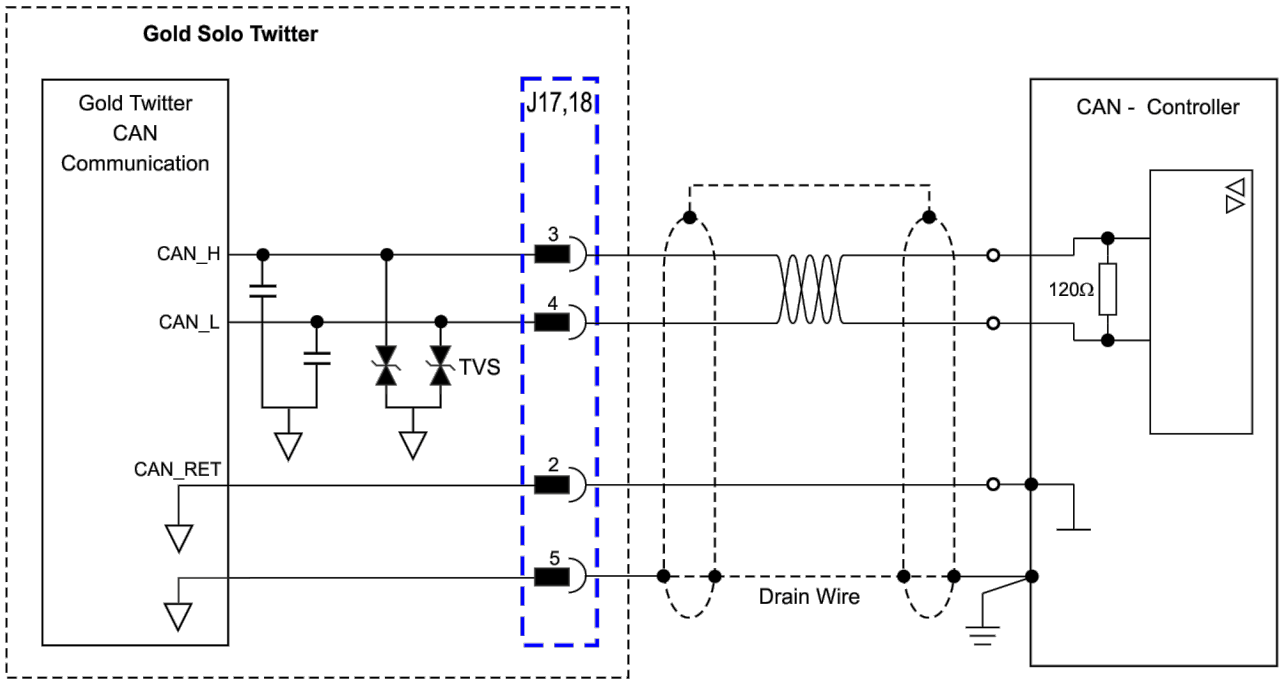 Gold Solo Twitter
Gold Twitter
CAN
Communication
J17,18
CAN - Controller
CAN_H
3
120Ω
CAN_L
4
TVS
CAN_RET
2
5
Drain Wire